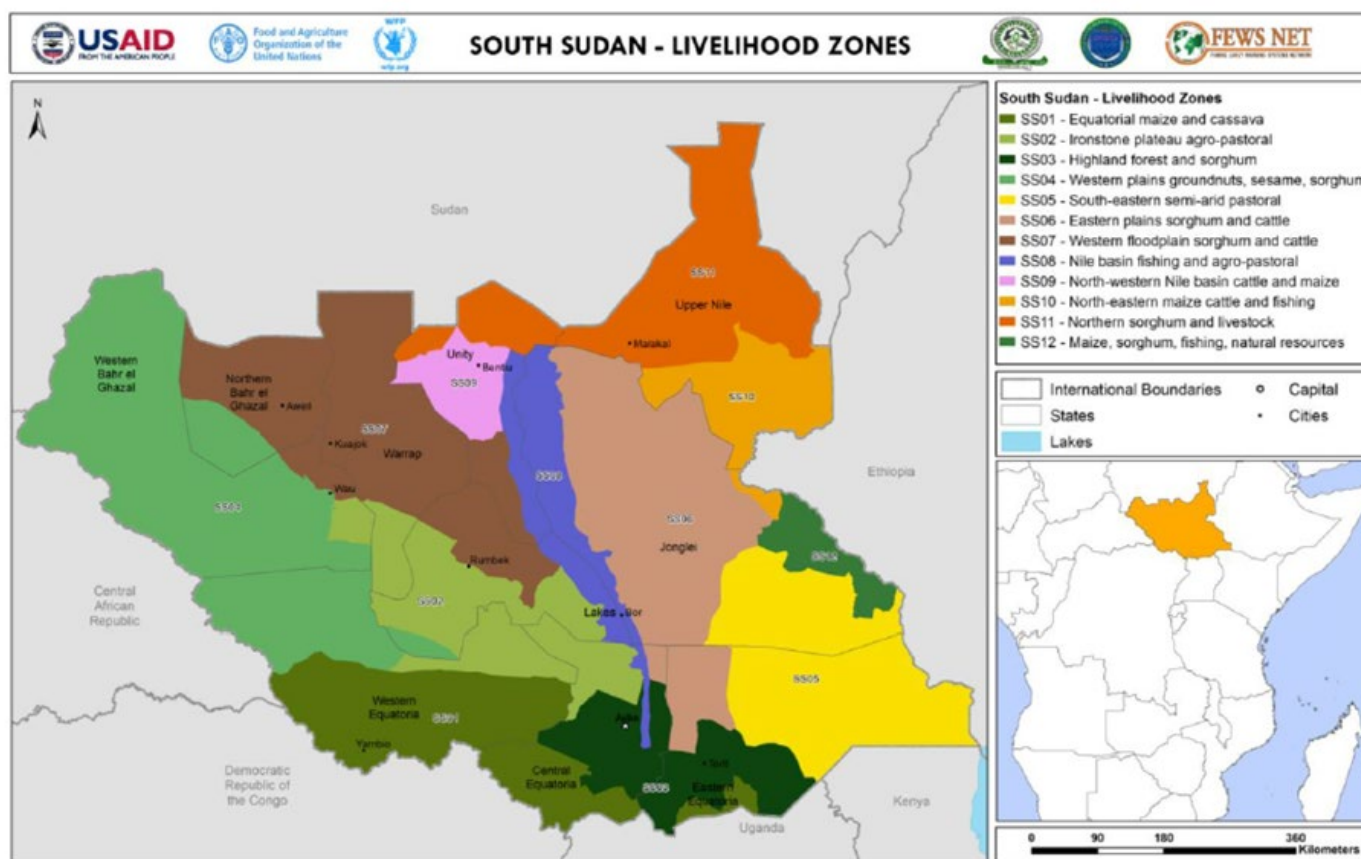 USAID
FROM THE AMERICAN PEOPLE
Food and Agriculture
Organization of the
United Nations
WFP
wfp.org
SOUTH SUDAN - LIVELIHOOD ZONES
FEWS NET
FAMINE EARLY WARNING SYSTEMS NETWORK
N
Sudan
SS11
Upper Nile
Malakal
Western
Bahr el
Ghazal
Northern
Bahr el
Ghazal
Aweil
Unity
Bentiu
SS09
SS10
SS07
Kuajok
Warrap
Ethiopia
Wau
SS08
SS04
SS06
Jonglei
SS12
Rumbek
Central
African
Republic
SS02
Lakes
Bor
SS05
Western
Equatoria
SS01
Juba
Yambio
Democratic
Republic of
the Congo
Central
Equatoria
SS03
Eastern
Equatoria
Kenya
Uganda
South Sudan - Livelihood Zones
SS01 - Equatorial maize and cassava
SS02 - Ironstone plateau agro-pastoral
SS03 - Highland forest and sorghum
SS04 - Western plains groundnuts, sesame, sorghum
SS05 - South-eastern semi-arid pastoral
SS06 - Eastern plains sorghum and cattle
SS07 - Western floodplain sorghum and cattle
SS08 - Nile basin fishing and agro-pastoral
SS09 - North-western Nile basin cattle and maize
SS10 - North-eastern maize cattle and fishing
SS11 - Northern sorghum and livestock
SS12 - Maize, sorghum, fishing, natural resources
International Boundaries
Capital
States
Cities
Lakes
0 90 180 360
Kilometers